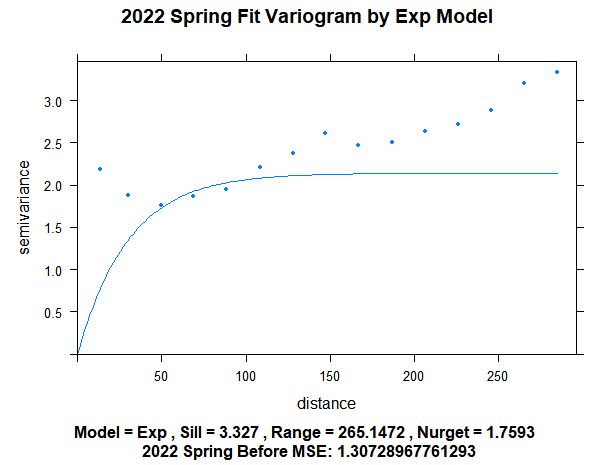 2022 Spring Fit Variogram by Exp Model
3.0
2.5
2.0
1.5
1.0
0.5
semivariance
50 100 150 200 250
distance
Model = Exp , Sill = 3.327 , Range = 265.1472 , Nurget = 1.7593
2022 Spring Before MSE: 1.30728967761293